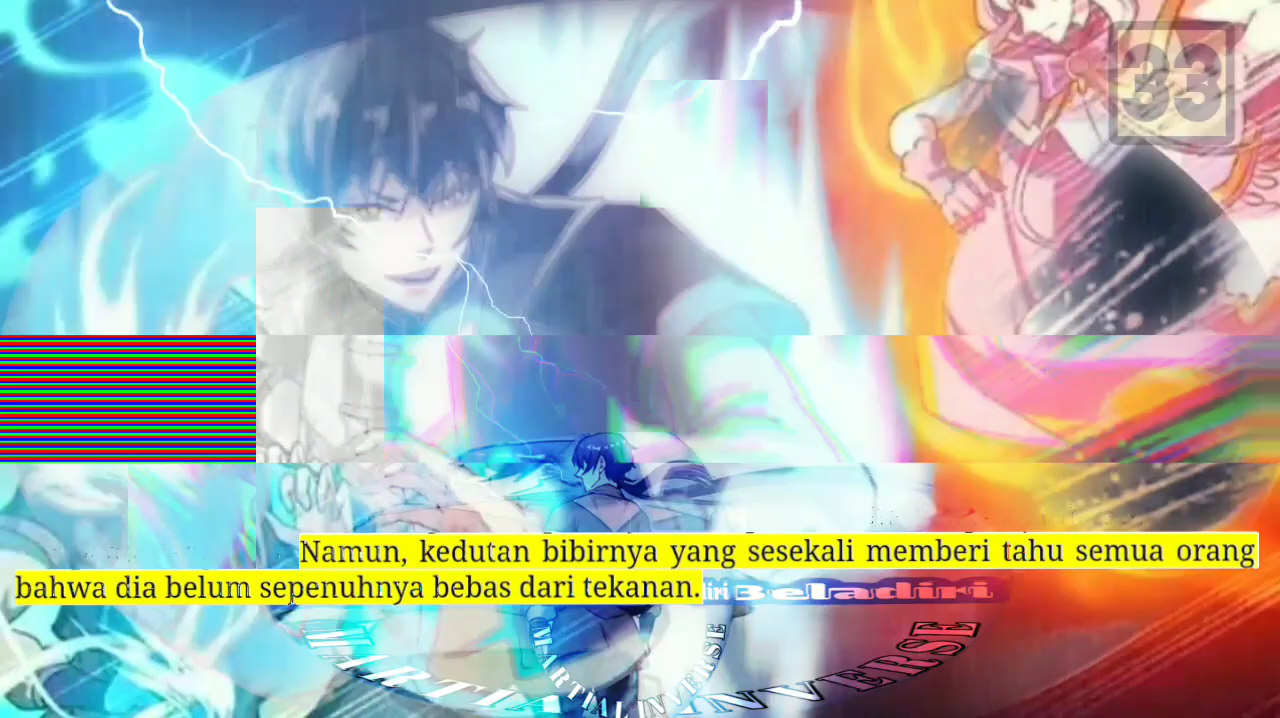 33
Namun, kedutan bibirnya yang sesekali memberi tahu semua orang
bahwa dia belum sepenuhnya bebas dari tekanan.
Beladiri
MARTIAL INVERSE
MARTIAL INVERSE